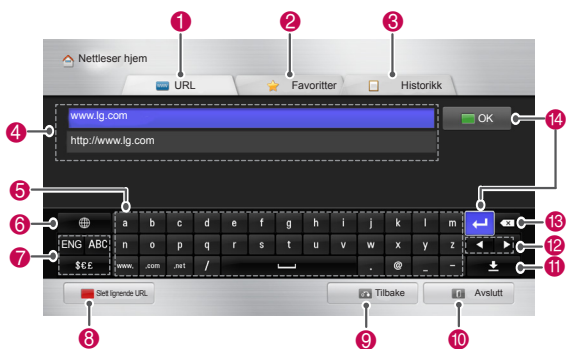 1 2 3
Nettleser hjem
URL Favoritter Historikk
4 www.lg.com OK 14
http://www.lg.com
5
6 a b c d e f g h i j k l m 13
7 ENG ABC n o p q r s t u v w x y z 12
$€£ www, .com .net / . @ _ - 11
Slett lignende URL Tilbake Avslutt
8 9 10